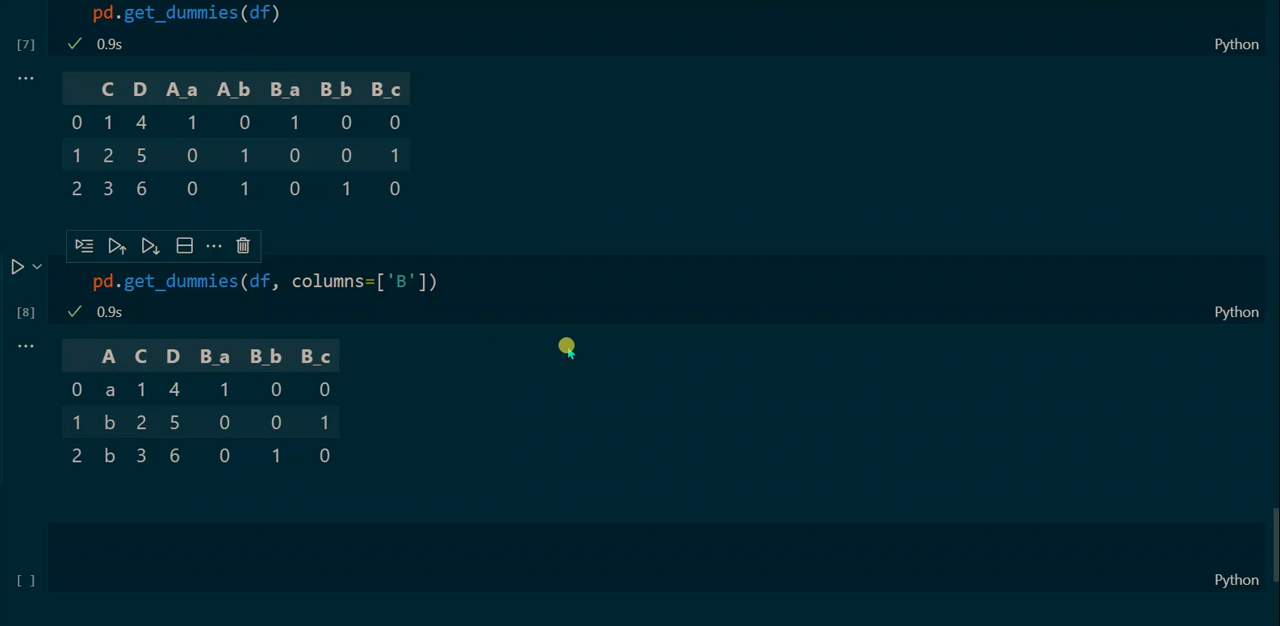 pd.get_dummies(df)
[7] 0.9s Python
...
C D A_a A_b B_a B_b B_c
0 1 4 1 0 1 0 0
1 2 5 0 1 0 0 1
2 3 6 0 1 0 1 0
...
pd.get_dummies(df, columns=['B'])
[8] 0.9s Python
...
A C D B_a B_b B_c
0 a 1 4 1 0 0
1 b 2 5 0 0 1
2 b 3 6 0 1 0
[ ] Python